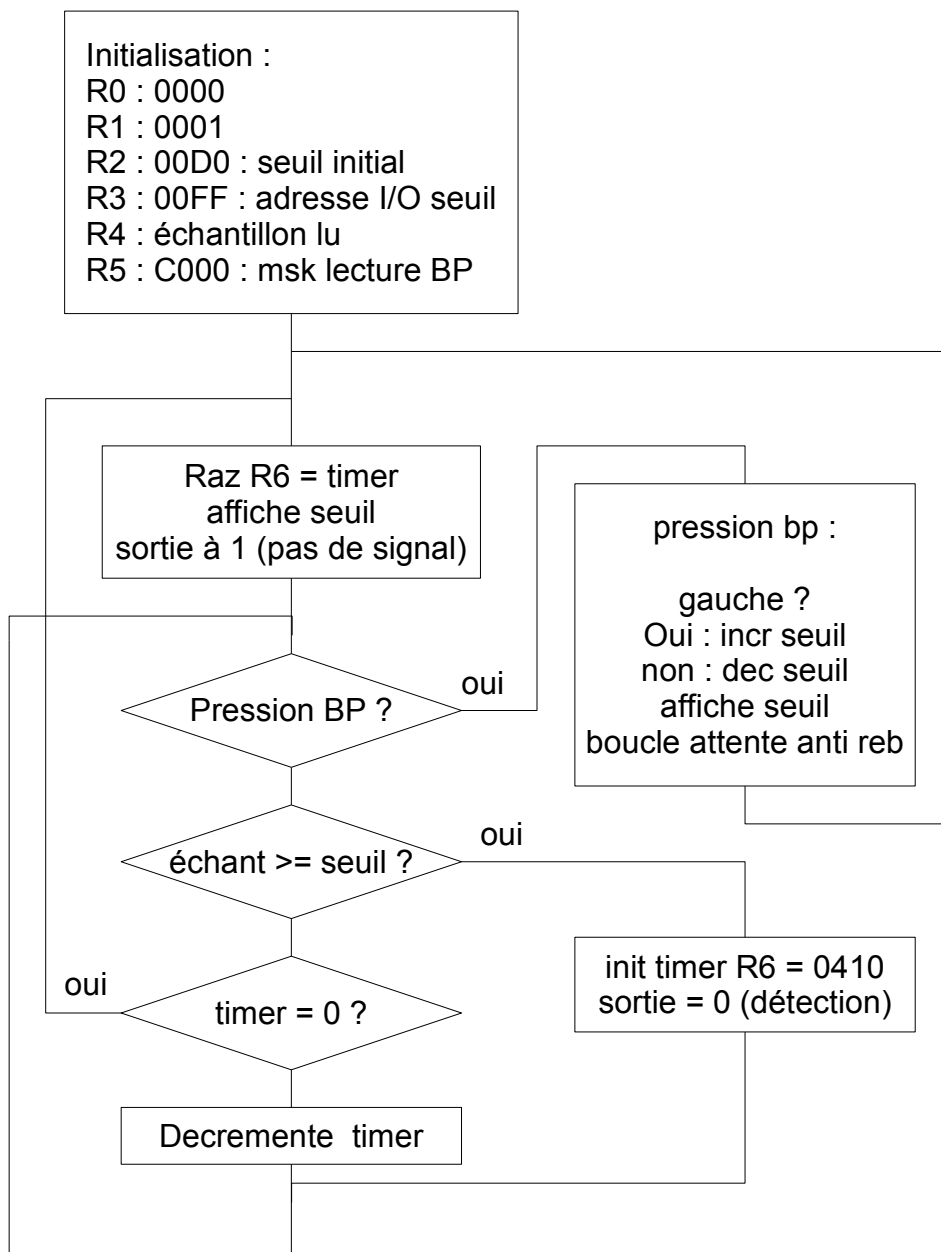 Initialisation :
R0 : 0000
R1 : 0001
R2 : 00D0 : seuil initial
R3 : 00FF : adresse I/O seuil
R4 : échantillon lu
R5 : C000 : msk lecture BP
Raz R6 = timer
affiche seuil
sortie à 1 (pas de signal)
Pression BP ?
oui
pression bp :
gauche ?
Oui : incr seuil
non : dec seuil
affiche seuil
boucle attente anti reb
échant >= seuil ?
oui
init timer R6 = 0410
sortie = 0 (détection)
oui
timer = 0 ?
Decremente timer